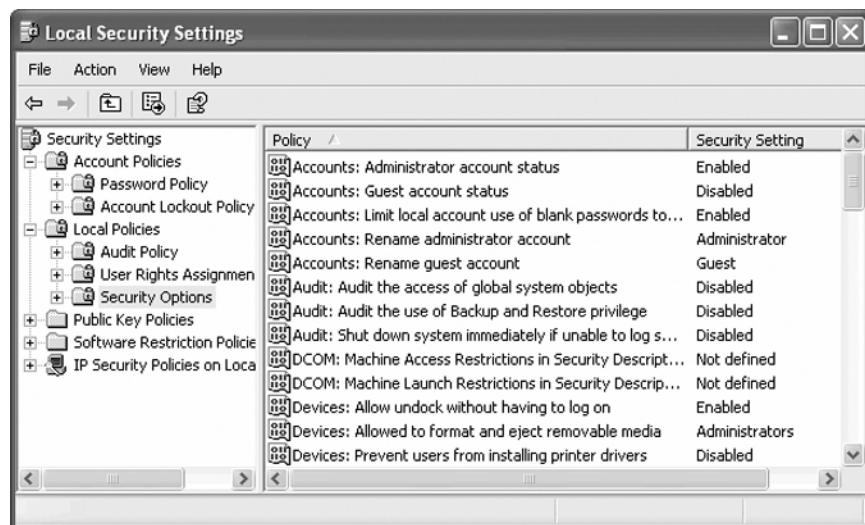 Local Security Settings
File Action View Help
Security Settings
Account Policies
Password Policy
Account Lockout Policy
Local Policies
Audit Policy
User Rights Assignmen
Security Options
Public Key Policies
Software Restriction Policie
IP Security Policies on Loca
Policy Security Setting
Accounts: Administrator account status Enabled
Accounts: Guest account status Disabled
Accounts: Limit local account use of blank passwords to... Enabled
Accounts: Rename administrator account Administrator
Accounts: Rename guest account Guest
Audit: Audit the access of global system objects Disabled
Audit: Audit the use of Backup and Restore privilege Disabled
Audit: Shut down system immediately if unable to log s... Disabled
DCOM: Machine Access Restrictions in Security Descript... Not defined
DCOM: Machine Launch Restrictions in Security Descrip... Not defined
Devices: Allow undock without having to log on Enabled
Devices: Allowed to format and eject removable media Administrators
Devices: Prevent users from installing printer drivers Disabled